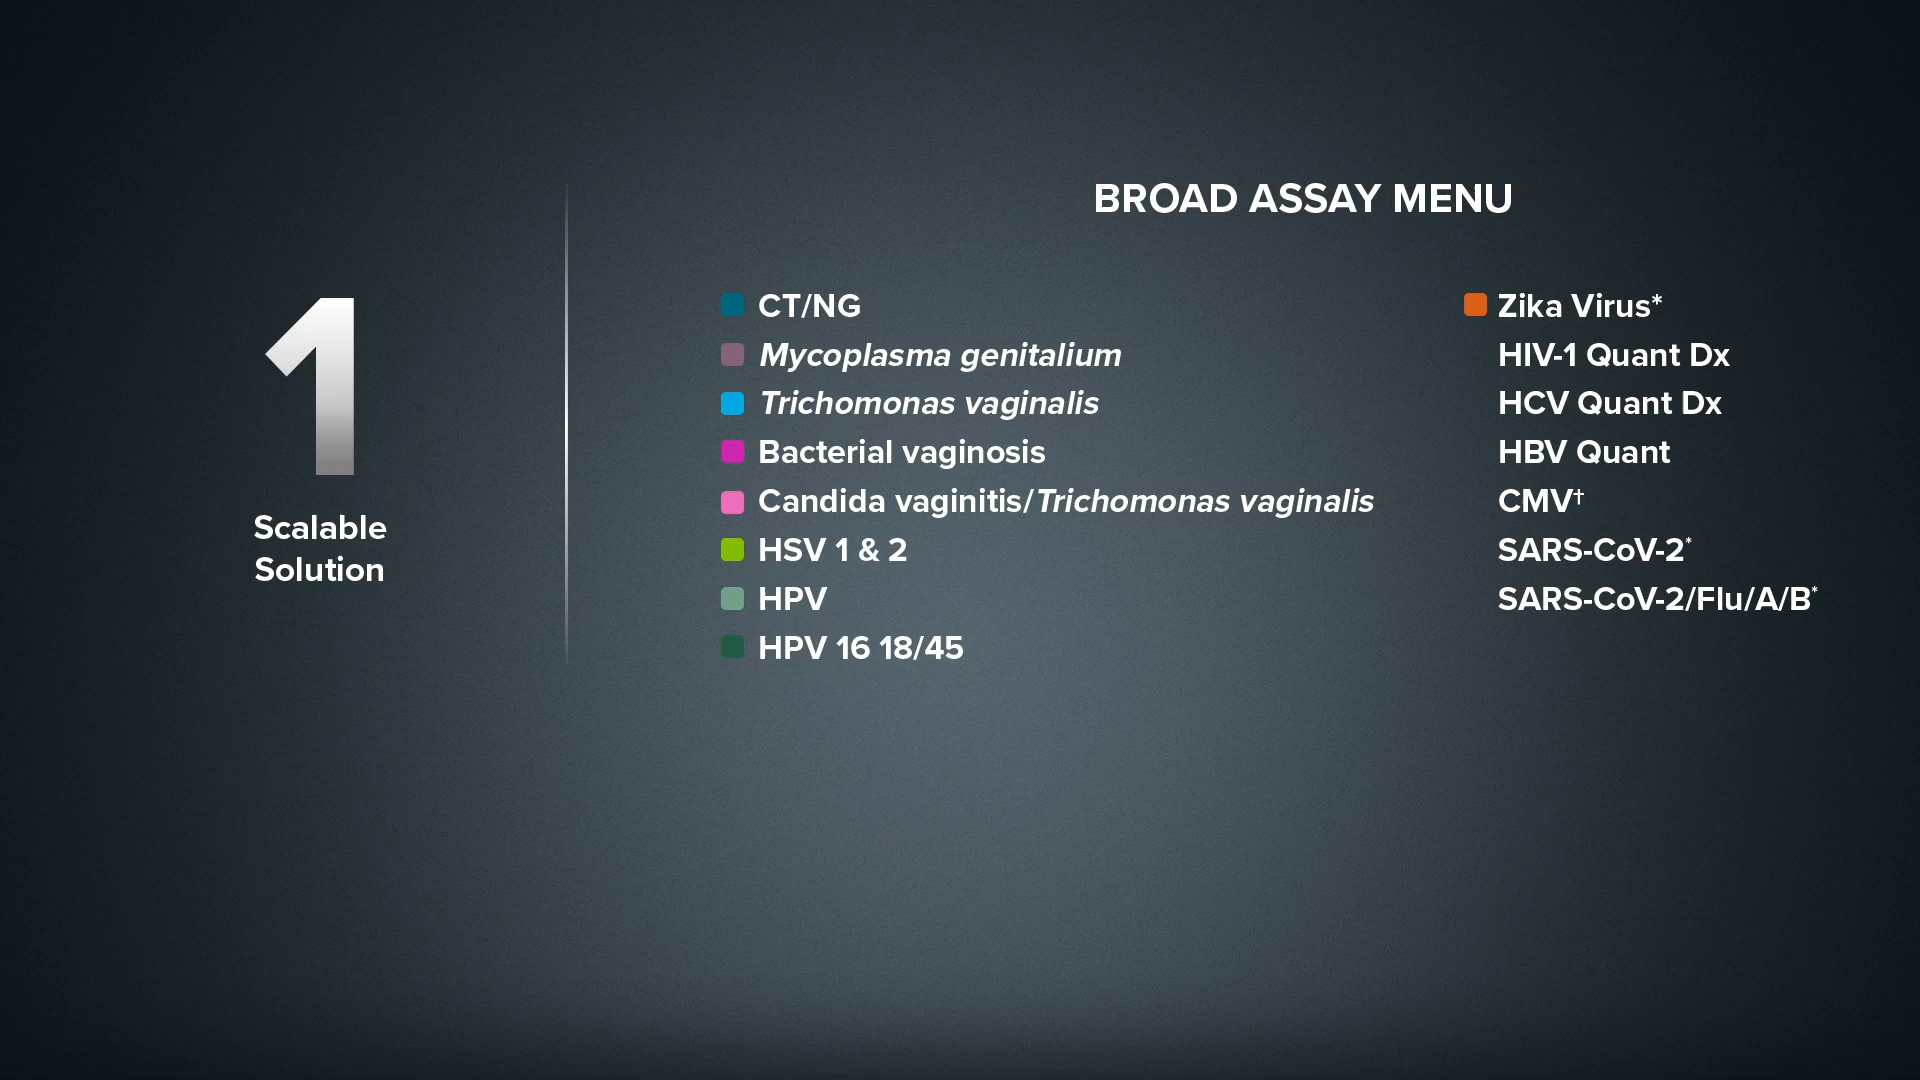 1
Scalable
Solution
BROAD ASSAY MENU
CT/NG
Mycoplasma genitalium
Trichomonas vaginalis
Bacterial vaginosis
Candida vaginitis/Trichomonas vaginalis
HSV 1 & 2
HPV
HPV 16 18/45
Zika Virus*
HIV-1 Quant Dx
HCV Quant Dx
HBV Quant
CMV†
SARS-CoV-2*
SARS-CoV-2/Flu/A/B*